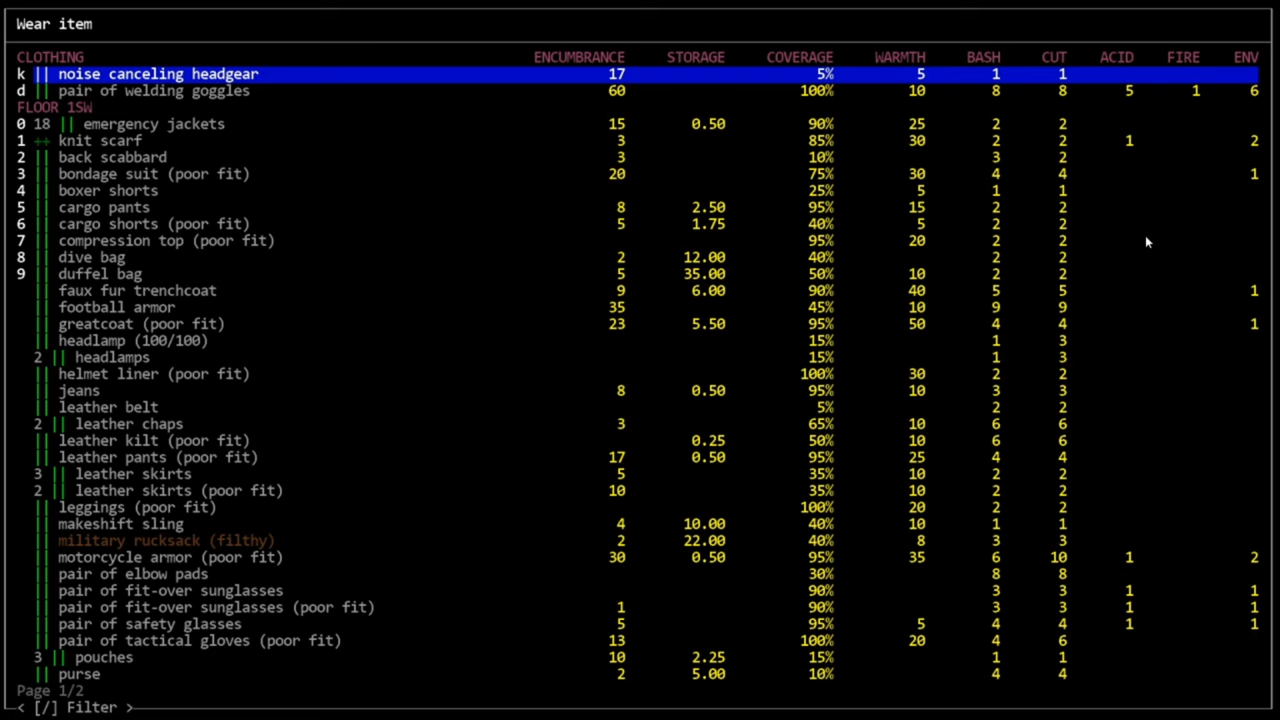 Wear item
CLOTHING ENCUMBRANCE STORAGE COVERAGE WARMTH BASH CUT ACID FIRE ENV
k || noise canceling headgear 17 5% 5 1 1
d || pair of welding goggles 60 100% 10 8 8 5 1 6
FLOOR 1SW
0 18 || emergency jackets 15 0.50 90% 25 2 2
1 ++ knit scarf 3 85% 30 2 2 1 2
2 || back scabbard 3 10% 3 2
3 || bondage suit (poor fit) 20 75% 30 4 4 1
4 || boxer shorts 25% 5 1 1
5 || cargo pants 8 2.50 95% 15 2 2
6 || cargo shorts (poor fit) 5 1.75 40% 5 2 2
7 || compression top (poor fit) 95% 20 2 2
8 || dive bag 2 12.00 40% 2 2
9 || duffel bag 5 35.00 50% 10 2 2
|| faux fur trenchcoat 9 6.00 90% 40 5 5 1
|| football armor 35 45% 10 9 9
|| greatcoat (poor fit) 23 5.50 95% 50 4 4 1
|| headlamp (100/100) 15% 1 3
2 || headlamps 15% 1 3
|| helmet liner (poor fit) 100% 30 2 2
|| jeans 8 0.50 95% 10 3 3
|| leather belt 5% 2 2
2 || leather chaps 3 65% 10 6 6
|| leather kilt (poor fit) 0.25 50% 10 6 6
|| leather pants (poor fit) 17 0.50 95% 25 4 4
3 || leather skirts 5 35% 10 2 2
2 || leather skirts (poor fit) 10 35% 10 2 2
|| leggings (poor fit) 100% 20 2 2
|| makeshift sling 4 10.00 40% 10 1 1
|| military rucksack (filthy) 2 22.00 40% 8 3 3
|| motorcycle armor (poor fit) 30 0.50 95% 35 6 10 1 2
|| pair of elbow pads 30% 8 8
|| pair of fit-over sunglasses 90% 3 3 1 1
|| pair of fit-over sunglasses (poor fit) 1 90% 3 3 1 1
|| pair of safety glasses 5 95% 5 4 4 1 1
|| pair of tactical gloves (poor fit) 13 100% 20 4 6
3 || pouches 10 2.25 15% 1 1
|| purse 2 5.00 10% 4 4
Page 1/2
< [/] Filter >